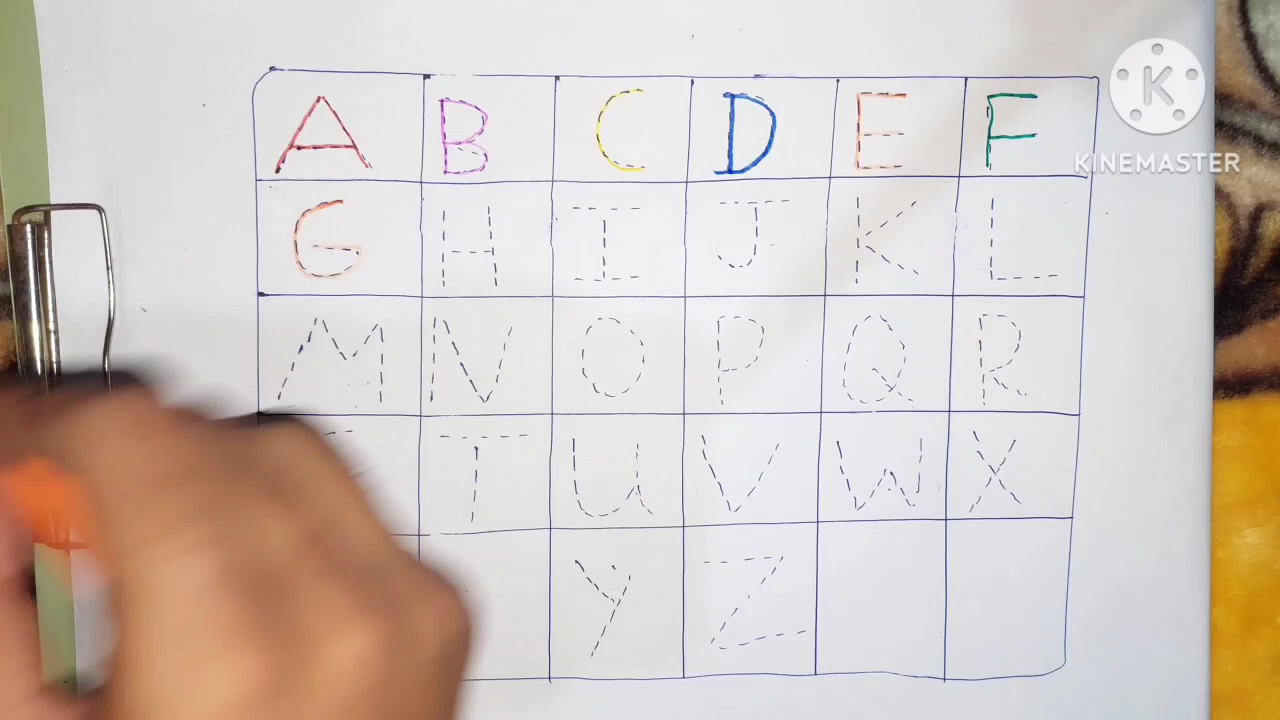 A B C D E F
G H I J K L
M N O P Q R
T U V W X
Y Z
K
KINEMASTER